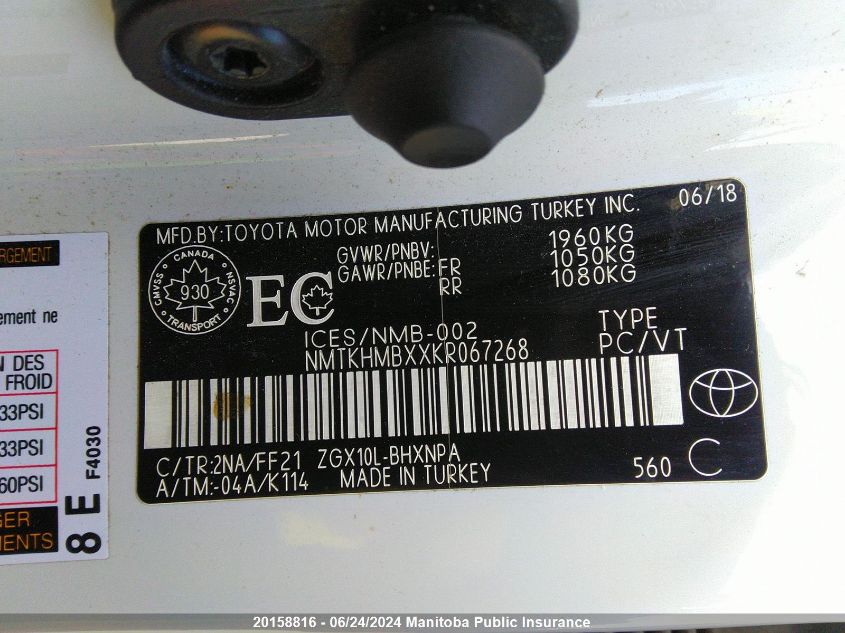 MFD.BY:TOYOTA MOTOR MANUFACTURING TURKEY INC. 06/18
GVWR/PNBV: 1960KG
GAWR/PNBE:FR 1050KG
RR 1080KG
CANADA
CMVSS 930 NSVAC
TRANSPORT
EC
ICES/NMB-002 TYPE
NMTKHMBXXKR067268 PC/VT
C/TR:2NA/FF21 ZGX10L-BHXNPA
A/TM:-04A/K114 MADE IN TURKEY 560 C
RGEMENT
ement ne
N DES
FROID
33PSI
33PSI
60PSI
GER
MENTS
8 E F4030
20158816 - 06/24/2024 Manitoba Public Insurance